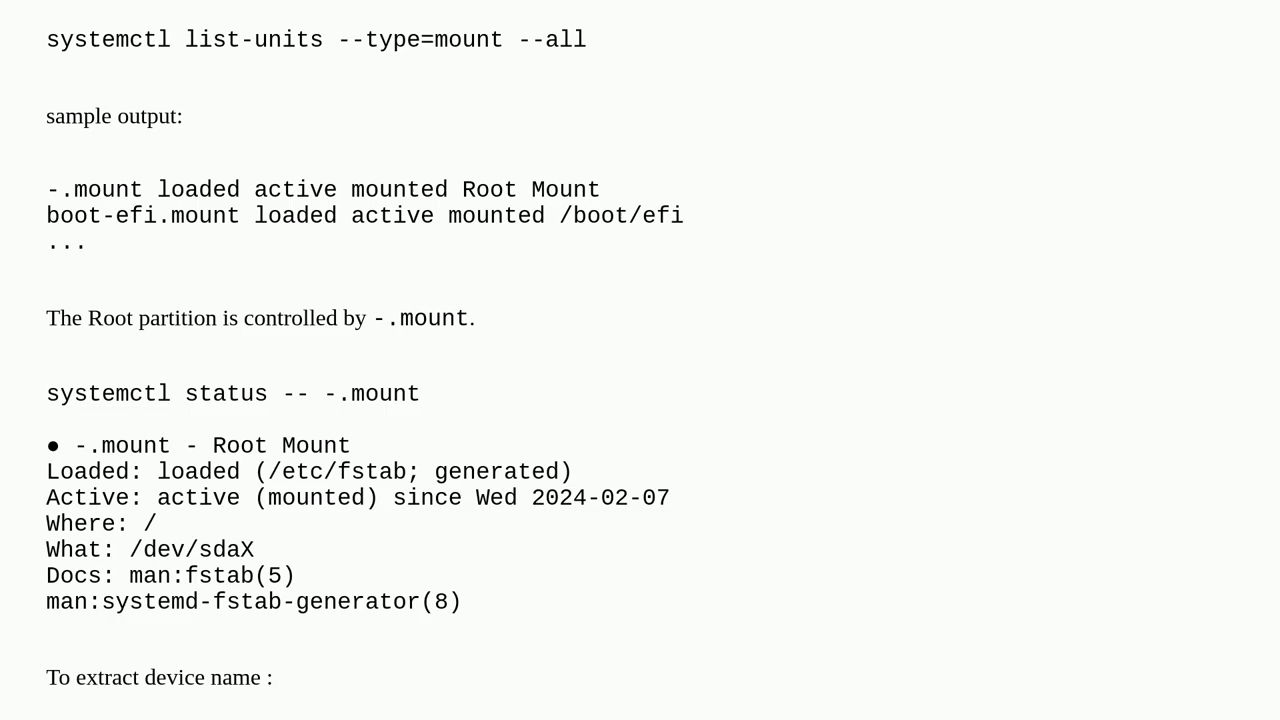 systemctl list-units --type=mount --all
sample output:
-.mount loaded active mounted Root Mount
boot-efi.mount loaded active mounted /boot/efi
...
The Root partition is controlled by -.mount.
systemctl status -- -.mount
● -.mount - Root Mount
Loaded: loaded (/etc/fstab; generated)
Active: active (mounted) since Wed 2024-02-07
Where: /
What: /dev/sdaX
Docs: man:fstab(5)
man:systemd-fstab-generator(8)
To extract device name :